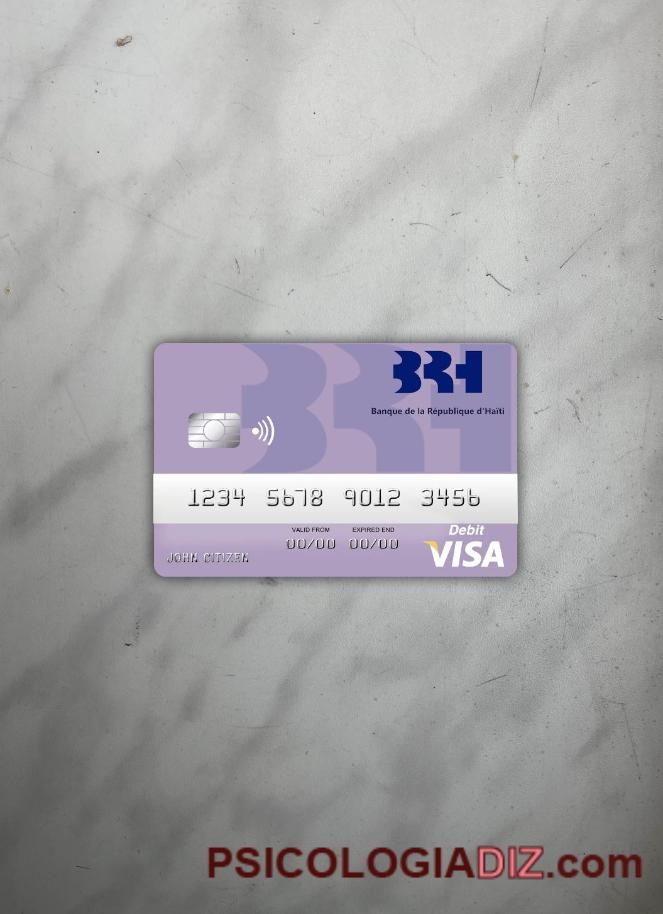 BRH
Banque de la République d'Haïti
1234 5678 9012 3456
VALID FROM EXPIRED END
00/00 00/00
Debit
JOHN CITIZEN
VISA
PSICOLOGIADIZ.com